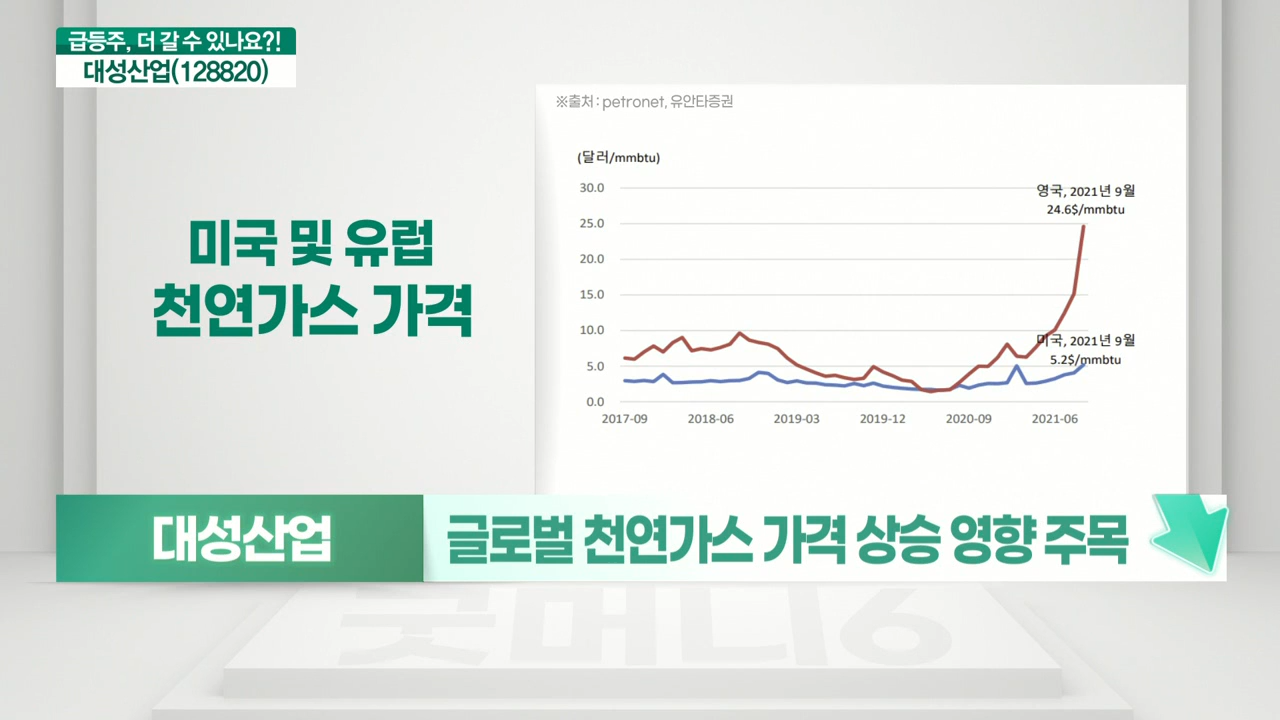 급등주, 더 갈 수 있나요?!
대성산업(128820)
※출처 : petronet, 유안타증권
(달러/mmbtu)
30.0
25.0
20.0
15.0
10.0
5.0
0.0
영국, 2021년 9월
24.6$/mmbtu
미국, 2021년 9월
5.2$/mmbtu
2017-09 2018-06 2019-03 2019-12 2020-09 2021-06
미국 및 유럽
천연가스 가격
대성산업
글로벌 천연가스 가격 상승 영향 주목
굿머니6